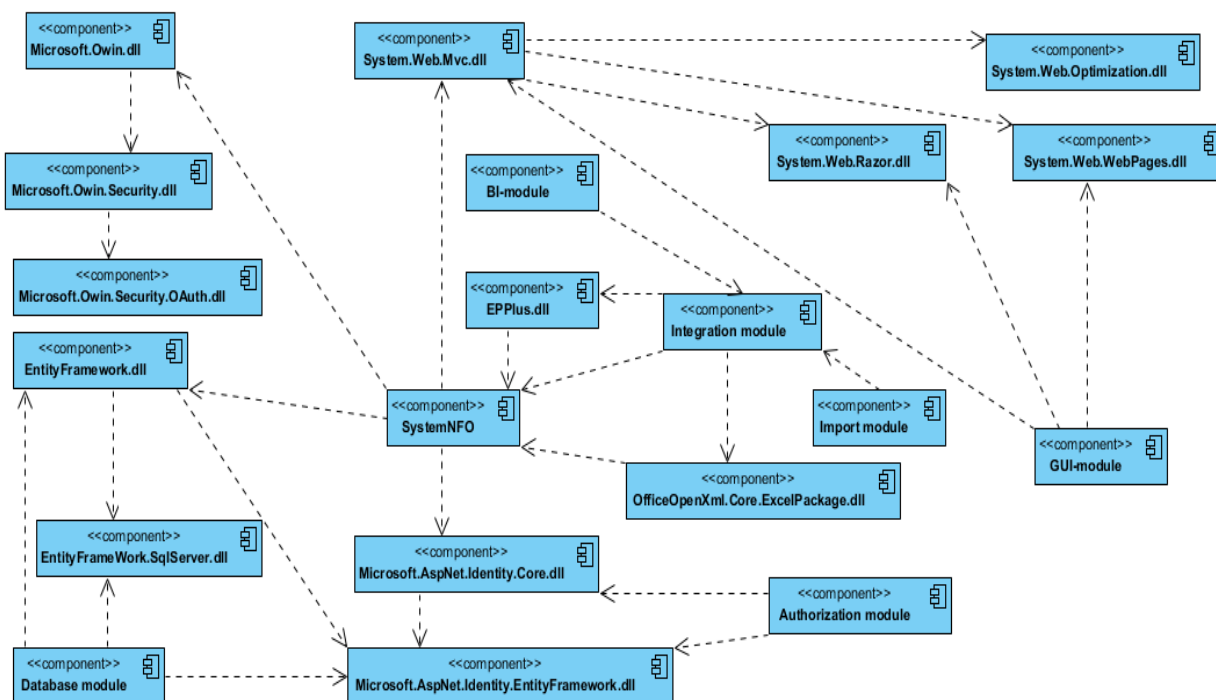 <<component>>
Microsoft.Owin.dll
<<component>>
System.Web.Mvc.dll
<<component>>
System.Web.Optimization.dll
<<component>>
System.Web.Razor.dll
<<component>>
System.Web.WebPages.dll
<<component>>
Microsoft.Owin.Security.dll
<<component>>
BI-module
<<component>>
Microsoft.Owin.Security.OAuth.dll
<<component>>
EPPlus.dll
<<component>>
Integration module
<<component>>
EntityFramework.dll
<<component>>
SystemNFO
<<component>>
Import module
<<component>>
GUI-module
<<component>>
OfficeOpenXml.Core.ExcelPackage.dll
<<component>>
EntityFrameWork.SqlServer.dll
<<component>>
Microsoft.AspNet.Identity.Core.dll
<<component>>
Authorization module
<<component>>
Database module
<<component>>
Microsoft.AspNet.Identity.EntityFramework.dll